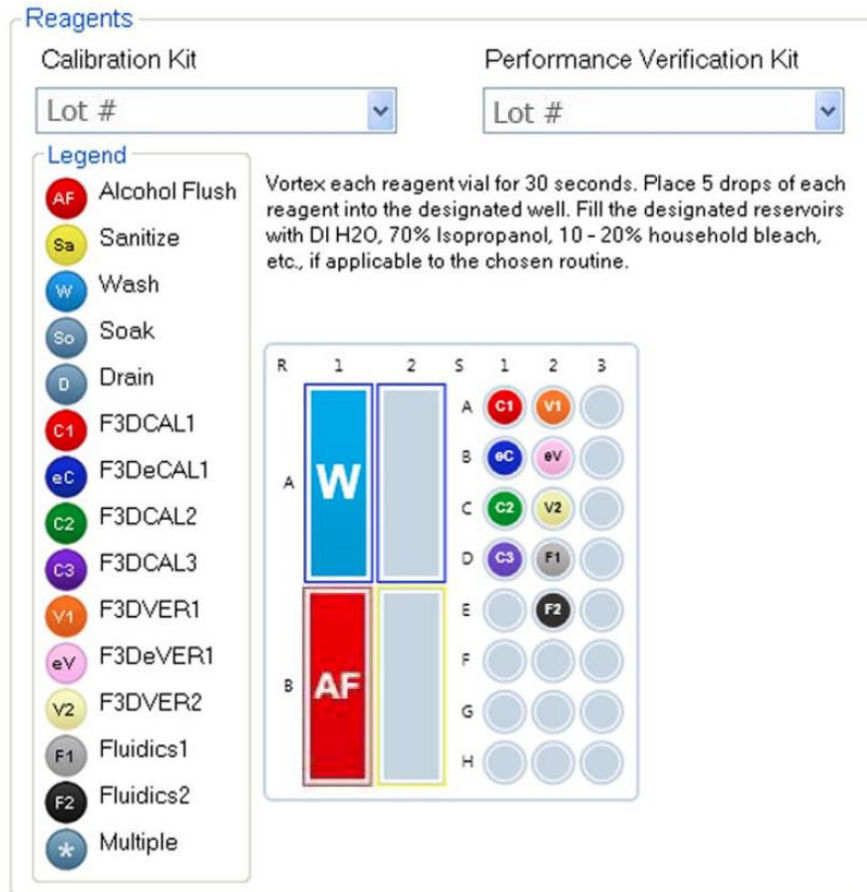 Reagents
Calibration Kit
Performance Verification Kit
Lot #
Lot #
Legend
AF Alcohol Flush
Sa Sanitize
W Wash
So Soak
D Drain
C1 F3DCAL1
eC F3DeCAL1
C2 F3DCAL2
C3 F3DCAL3
V1 F3DVER1
eV F3DeVER1
V2 F3DVER2
F1 Fluidics1
F2 Fluidics2
* Multiple
Vortex each reagent vial for 30 seconds. Place 5 drops of each
reagent into the designated well. Fill the designated reservoirs
with DI H2O, 70% Isopropanol, 10 - 20% household bleach,
etc., if applicable to the chosen routine.
R 1 2 S 1 2 3
A C1 V1
B eC eV
A W
C C2 V2
D C3 F1
E F2
F
B AF
G
H